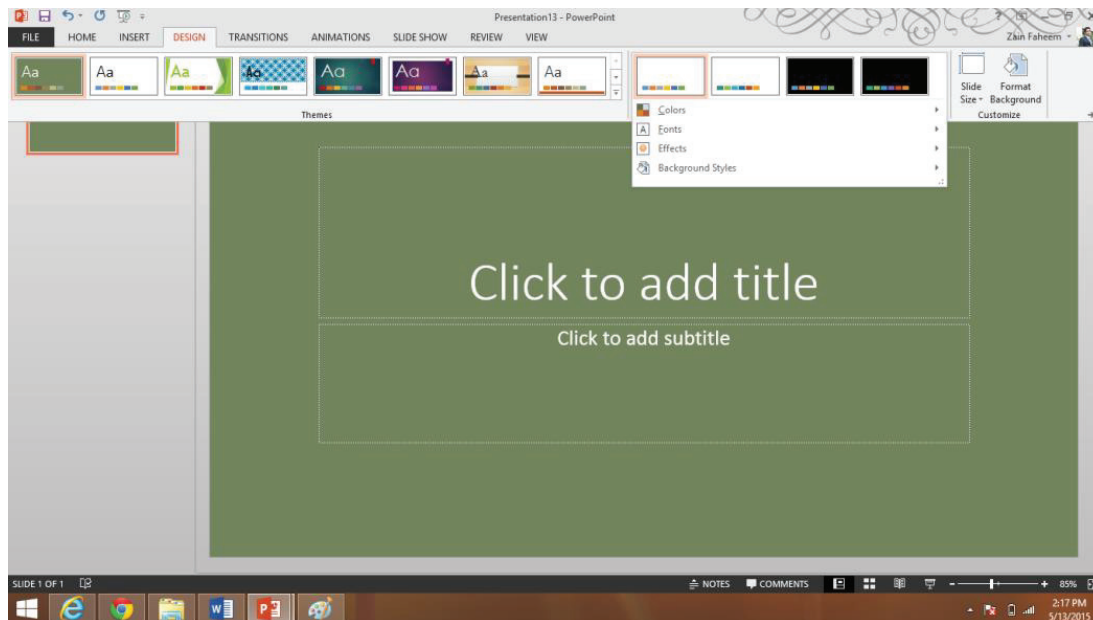 Presentation13 - PowerPoint
FILE HOME INSERT DESIGN TRANSITIONS ANIMATIONS SLIDE SHOW REVIEW VIEW Zain Faheem
Aa Aa Aa Aa Aa Aa Aa Aa
Themes
Slide Size
Format Background
Customize
Colors
Fonts
Effects
Background Styles
Click to add title
Click to add subtitle
SLIDE 1 OF 1 NOTES COMMENTS 85%
2:17 PM
5/13/2015